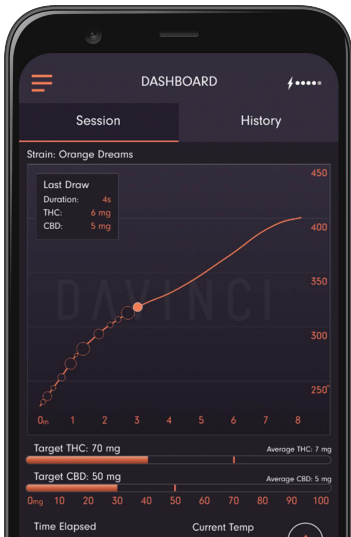 DASHBOARD
Session
History
Strain: Orange Dreams
Last Draw
Duration: 4s
THC: 6 mg
CBD: 5 mg
450
400
350
DAVINCI
300
250°
0m 1 2 3 4 5 6 7 8
Target THC: 70 mg Average THC: 7 mg
Target CBD: 50 mg Average CBD: 5 mg
0mg 10 20 30 40 50 60 70 80 90 100
Time Elapsed Current Temp